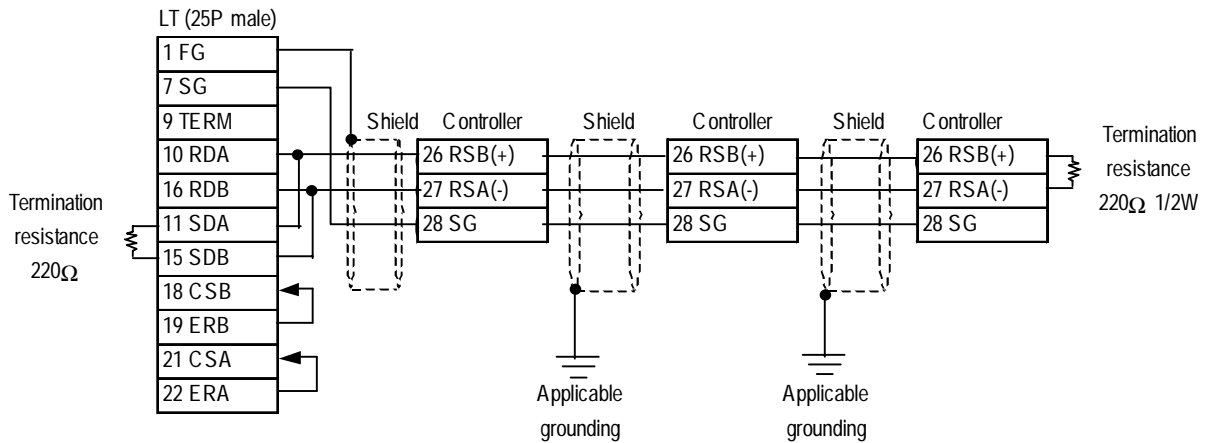 LT (25P male)
1 FG
7 SG
9 TERM
10 RDA
16 RDB
11 SDA
15 SDB
18 CSB
19 ERB
21 CSA
22 ERA
Termination
resistance
220Ω
Shield
Controller
26 RSB(+)
27 RSA(-)
28 SG
Shield
Applicable
grounding
Controller
26 RSB(+)
27 RSA(-)
28 SG
Shield
Applicable
grounding
Controller
26 RSB(+)
27 RSA(-)
28 SG
Termination
resistance
220Ω 1/2W